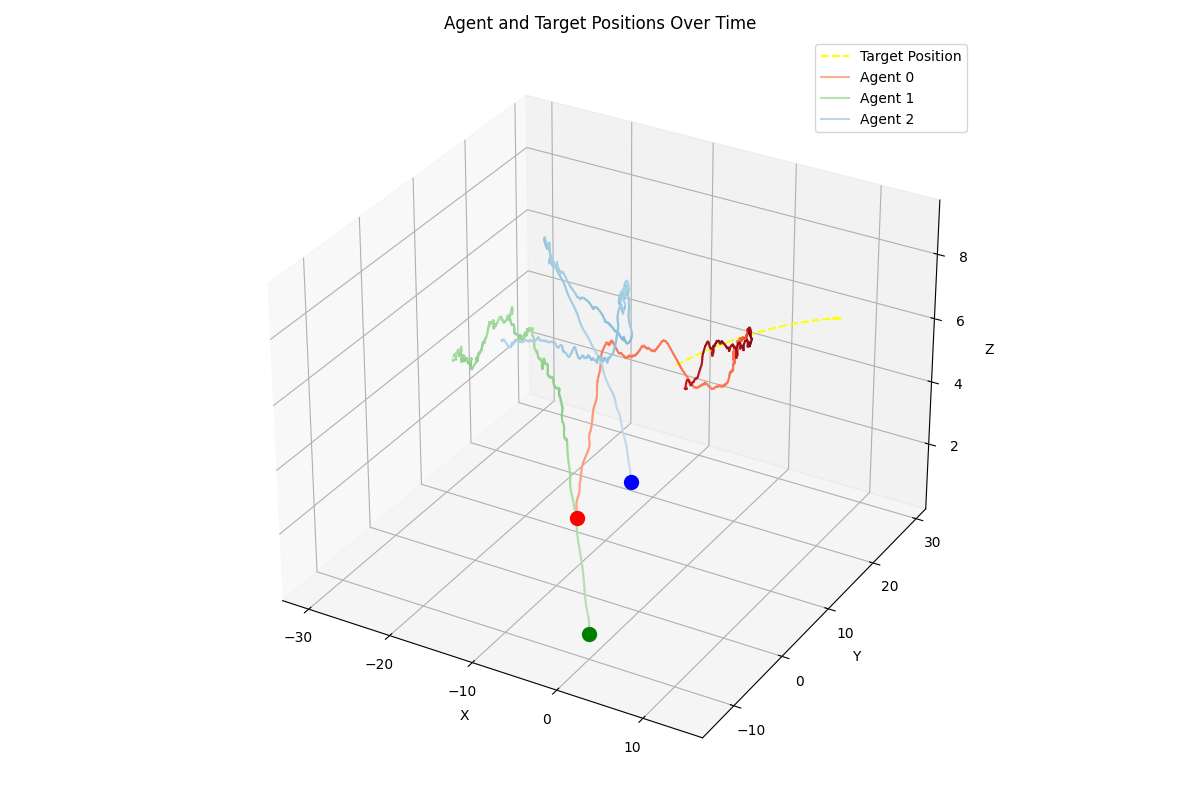 Agent and Target Positions Over Time
Target Position
Agent 0
Agent 1
Agent 2
8
6
Z
4
2
30
20
10
Y
0
−10
−30
−20
−10
X
0
10